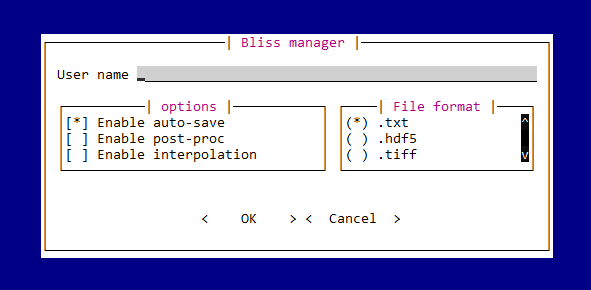 Bliss manager
User name
options
[*] Enable auto-save
[ ] Enable post-proc
[ ] Enable interpolation
File format
(*) .txt
( ) .hdf5
( ) .tiff
^
v
< OK > < Cancel >